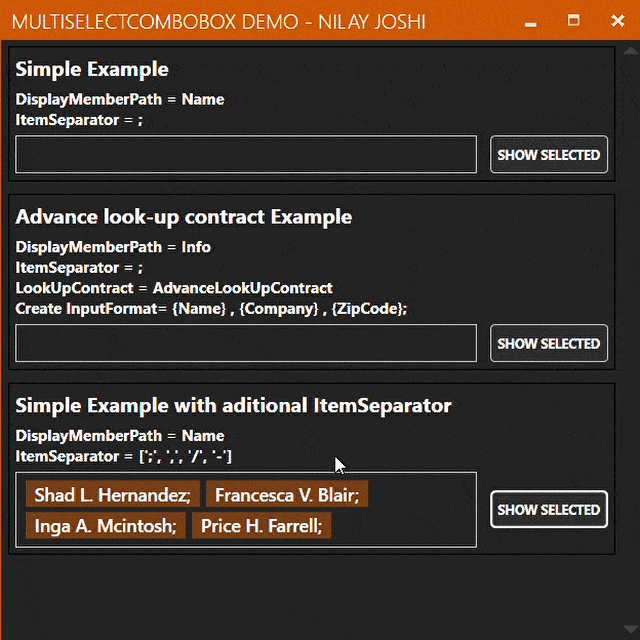 MULTISELECTCOMBOBOX DEMO - NILAY JOSHI
Simple Example
DisplayMemberPath = Name
ItemSeparator = ;
SHOW SELECTED
Advance look-up contract Example
DisplayMemberPath = Info
ItemSeparator = ;
LookUpContract = AdvanceLookUpContract
Create InputFormat= {Name} , {Company} , {ZipCode};
SHOW SELECTED
Simple Example with aditional ItemSeparator
DisplayMemberPath = Name
ItemSeparator = [';', ',', '/', '-']
Shad L. Hernandez; Francesca V. Blair;
Inga A. Mcintosh; Price H. Farrell;
SHOW SELECTED